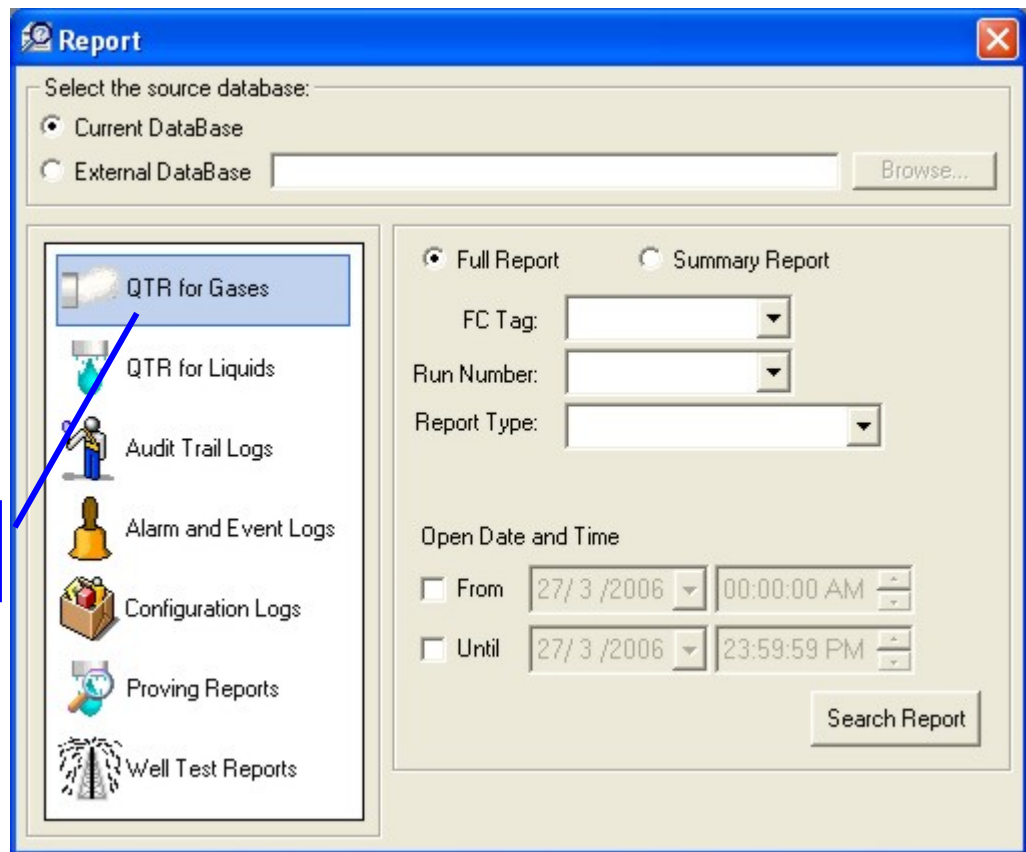 Report
Select the source database:
Current DataBase
External DataBase
Browse...
QTR for Gases
QTR for Liquids
Audit Trail Logs
Alarm and Event Logs
Configuration Logs
Proving Reports
Well Test Reports
Full Report Summary Report
FC Tag:
Run Number:
Report Type:
Open Date and Time
From 27/ 3 /2006 00:00:00 AM
Until 27/ 3 /2006 23:59:59 PM
Search Report